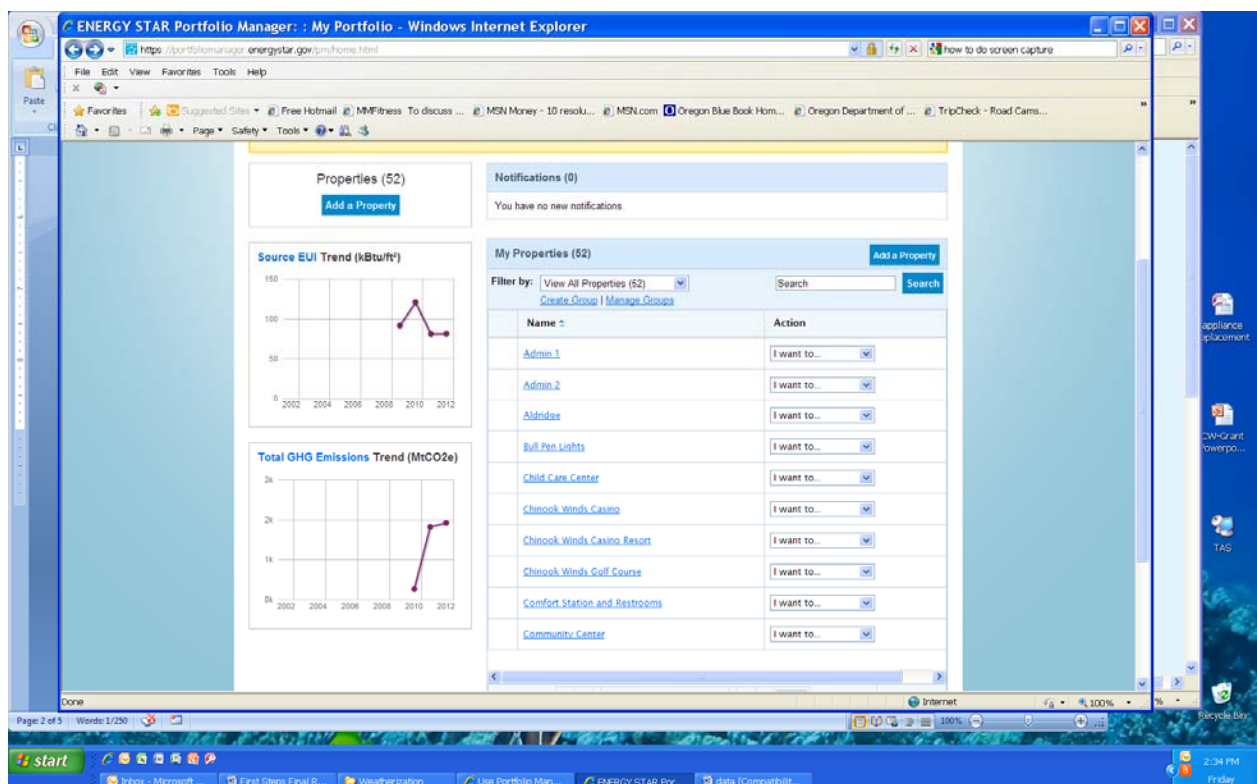 ENERGY STAR Portfolio Manager: : My Portfolio - Windows Internet Explorer
https://portfoliomanager.energystar.gov/pm/home.html
how to do screen capture
File Edit View Favorites Tools Help
Paste
Favorites Suggested Sites Free Hotmail MMFitness To discuss ... MSN Money - 10 resolu... MSN.com Oregon Blue Book Hom... Oregon Department of ... TripCheck - Road Cams...
Page Safety Tools
Properties (52)
Add a Property
Notifications (0)
You have no new notifications.
Source EUI Trend (kBtu/ft²)
150
100
50
0
2002 2004 2006 2008 2010 2012
Total GHG Emissions Trend (MtCO2e)
3k
2k
1k
0k
2002 2004 2006 2008 2010 2012
My Properties (52)
Add a Property
Filter by: View All Properties (52) Search Search
Create Group | Manage Groups
Name Action
Admin 1 I want to...
Admin 2 I want to...
Aldridge I want to...
Bull Pen Lights I want to...
Child Care Center I want to...
Chinook Winds Casino I want to...
Chinook Winds Casino Resort I want to...
Chinook Winds Golf Course I want to...
Comfort Station and Restrooms I want to...
Community Center I want to...
appliance
eplacement
CW-Grant
Powerpo...
TAS
Recycle Bin
Done Internet 100%
Page: 2 of 5 Words: 1/250 100%
start
Inbox - Microsoft ... First Steps Final R... Weatherization Use Portfolio Man... ENERGY STAR Por... data [Compatibilit...
2:34 PM
Friday